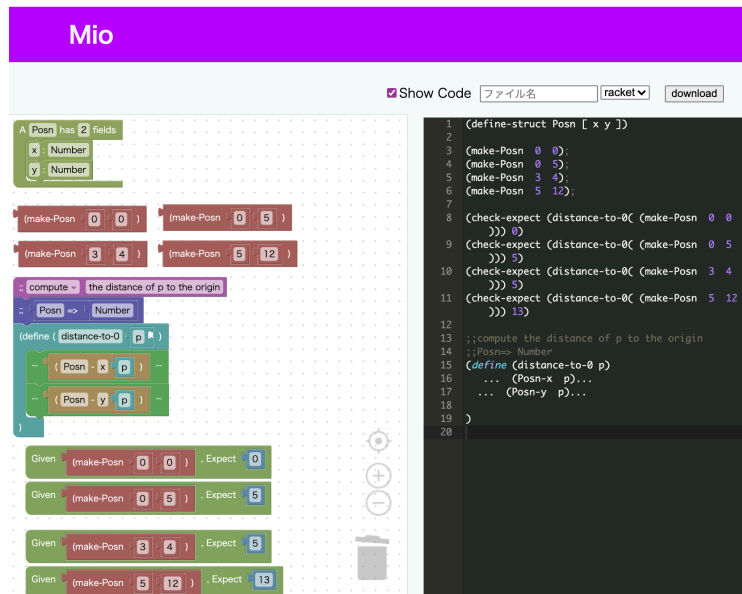 Mio
Show Code ファイル名 racket download
A Posn has 2 fields
x : Number
y : Number
(make-Posn 0 0 )
(make-Posn 0 5 )
(make-Posn 3 4 )
(make-Posn 5 12 )
;; compute the distance of p to the origin
;; Posn => Number
(define ( distance-to-0 p )
... ( Posn - x p ) ...
... ( Posn - y p ) ...
)
Given (make-Posn 0 0 ) , Expect 0
Given (make-Posn 0 5 ) , Expect 5
Given (make-Posn 3 4 ) , Expect 5
Given (make-Posn 5 12 ) , Expect 13
1 (define-struct Posn [ x y ])
2
3 (make-Posn 0 0);
4 (make-Posn 0 5);
5 (make-Posn 3 4);
6 (make-Posn 5 12);
7
8 (check-expect (distance-to-0( (make-Posn 0 0
))) 0)
9 (check-expect (distance-to-0( (make-Posn 0 5
))) 5)
10 (check-expect (distance-to-0( (make-Posn 3 4
))) 5)
11 (check-expect (distance-to-0( (make-Posn 5 12
))) 13)
12
13 ;;compute the distance of p to the origin
14 ;;Posn=> Number
15 (define (distance-to-0 p)
16 ... (Posn-x p)...
17 ... (Posn-y p)...
18
19 )
20